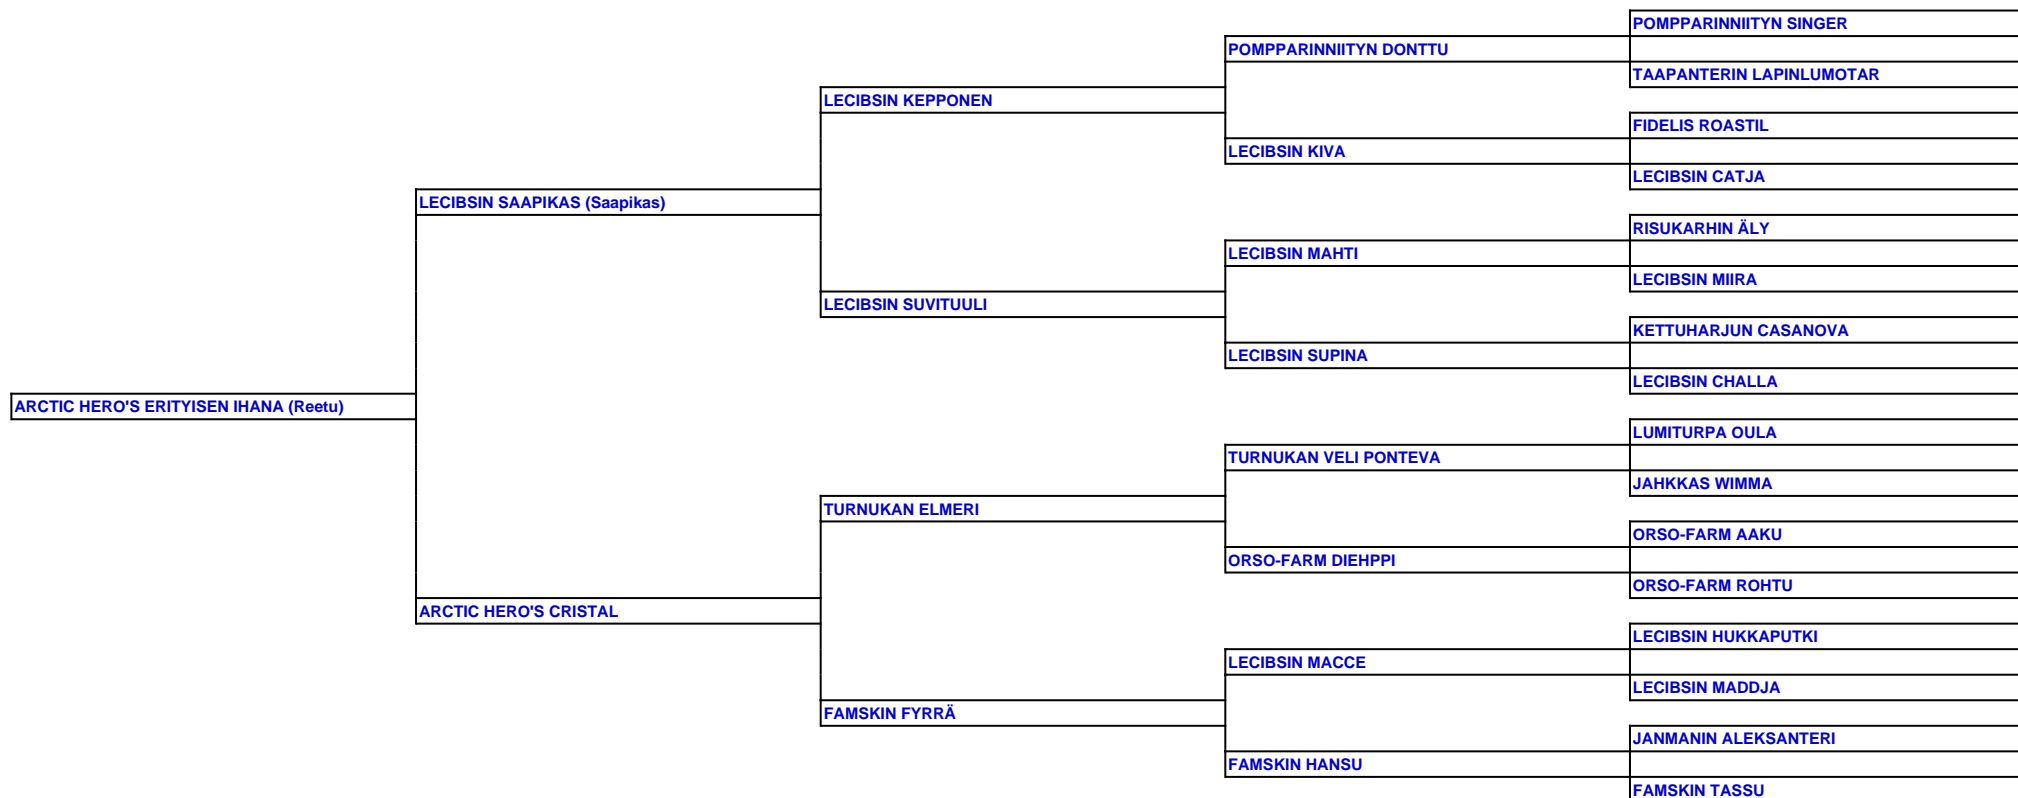 POMPPARINNIITYN SINGER
POMPPARINNIITYN DONTTU
TAAPANTERIN LAPINLUMOTAR
LECIBSIN KEPPONEN
FIDELIS ROASTIL
LECIBSIN KIVA
LECIBSIN CATJA
LECIBSIN SAAPIKAS (Saapikas)
RISUKARHIN ÄLY
LECIBSIN MAHTI
LECIBSIN MIIRA
LECIBSIN SUVITUULI
KETTUHARJUN CASANOVA
LECIBSIN SUPINA
LECIBSIN CHALLA
ARCTIC HERO'S ERITYISEN IHANA (Reetu)
LUMITURPA OULA
TURNUKAN VELI PONTEVA
JAHKKAS WIMMA
TURNUKAN ELMERI
ORSO-FARM AAKU
ORSO-FARM DIEHPPI
ORSO-FARM ROHTU
ARCTIC HERO'S CRISTAL
LECIBSIN HUKKAPUTKI
LECIBSIN MACCE
LECIBSIN MADDJA
FAMSKIN FYRRÄ
JANMANIN ALEKSANTERI
FAMSKIN HANSU
FAMSKIN TASSU